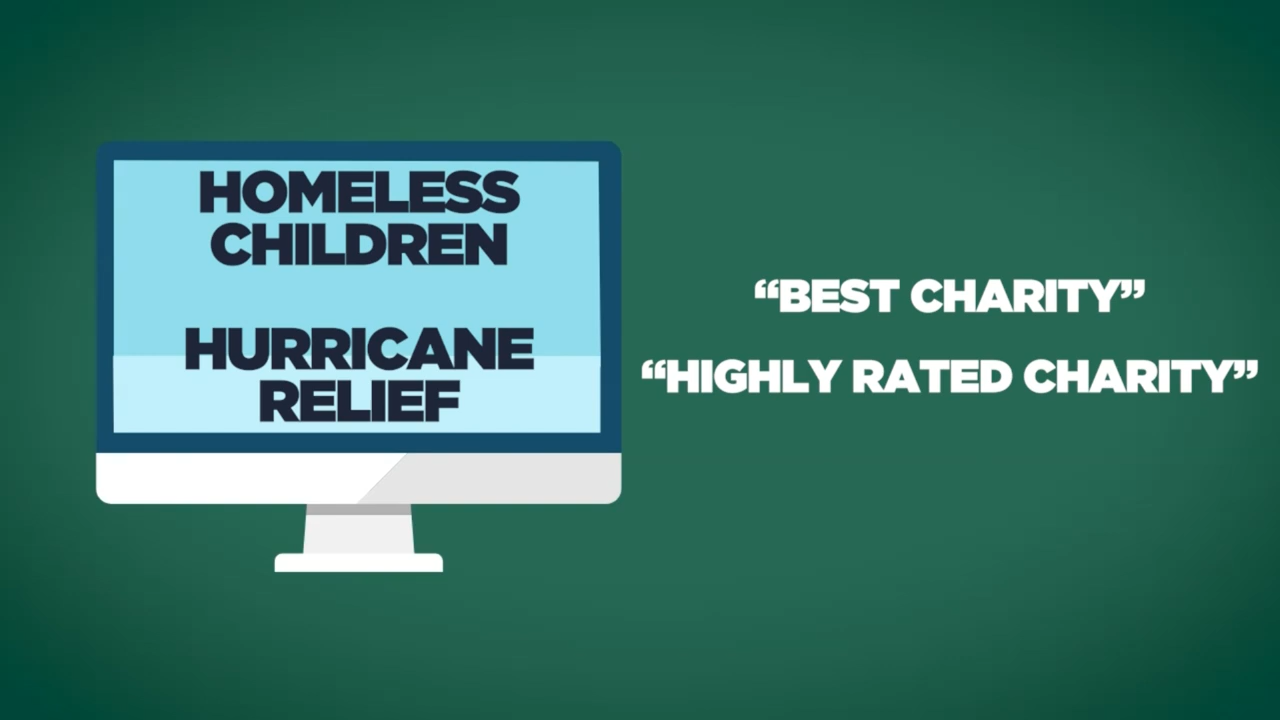 HOMELESS
CHILDREN
HURRICANE
RELIEF
“BEST CHARITY”
“HIGHLY RATED CHARITY”